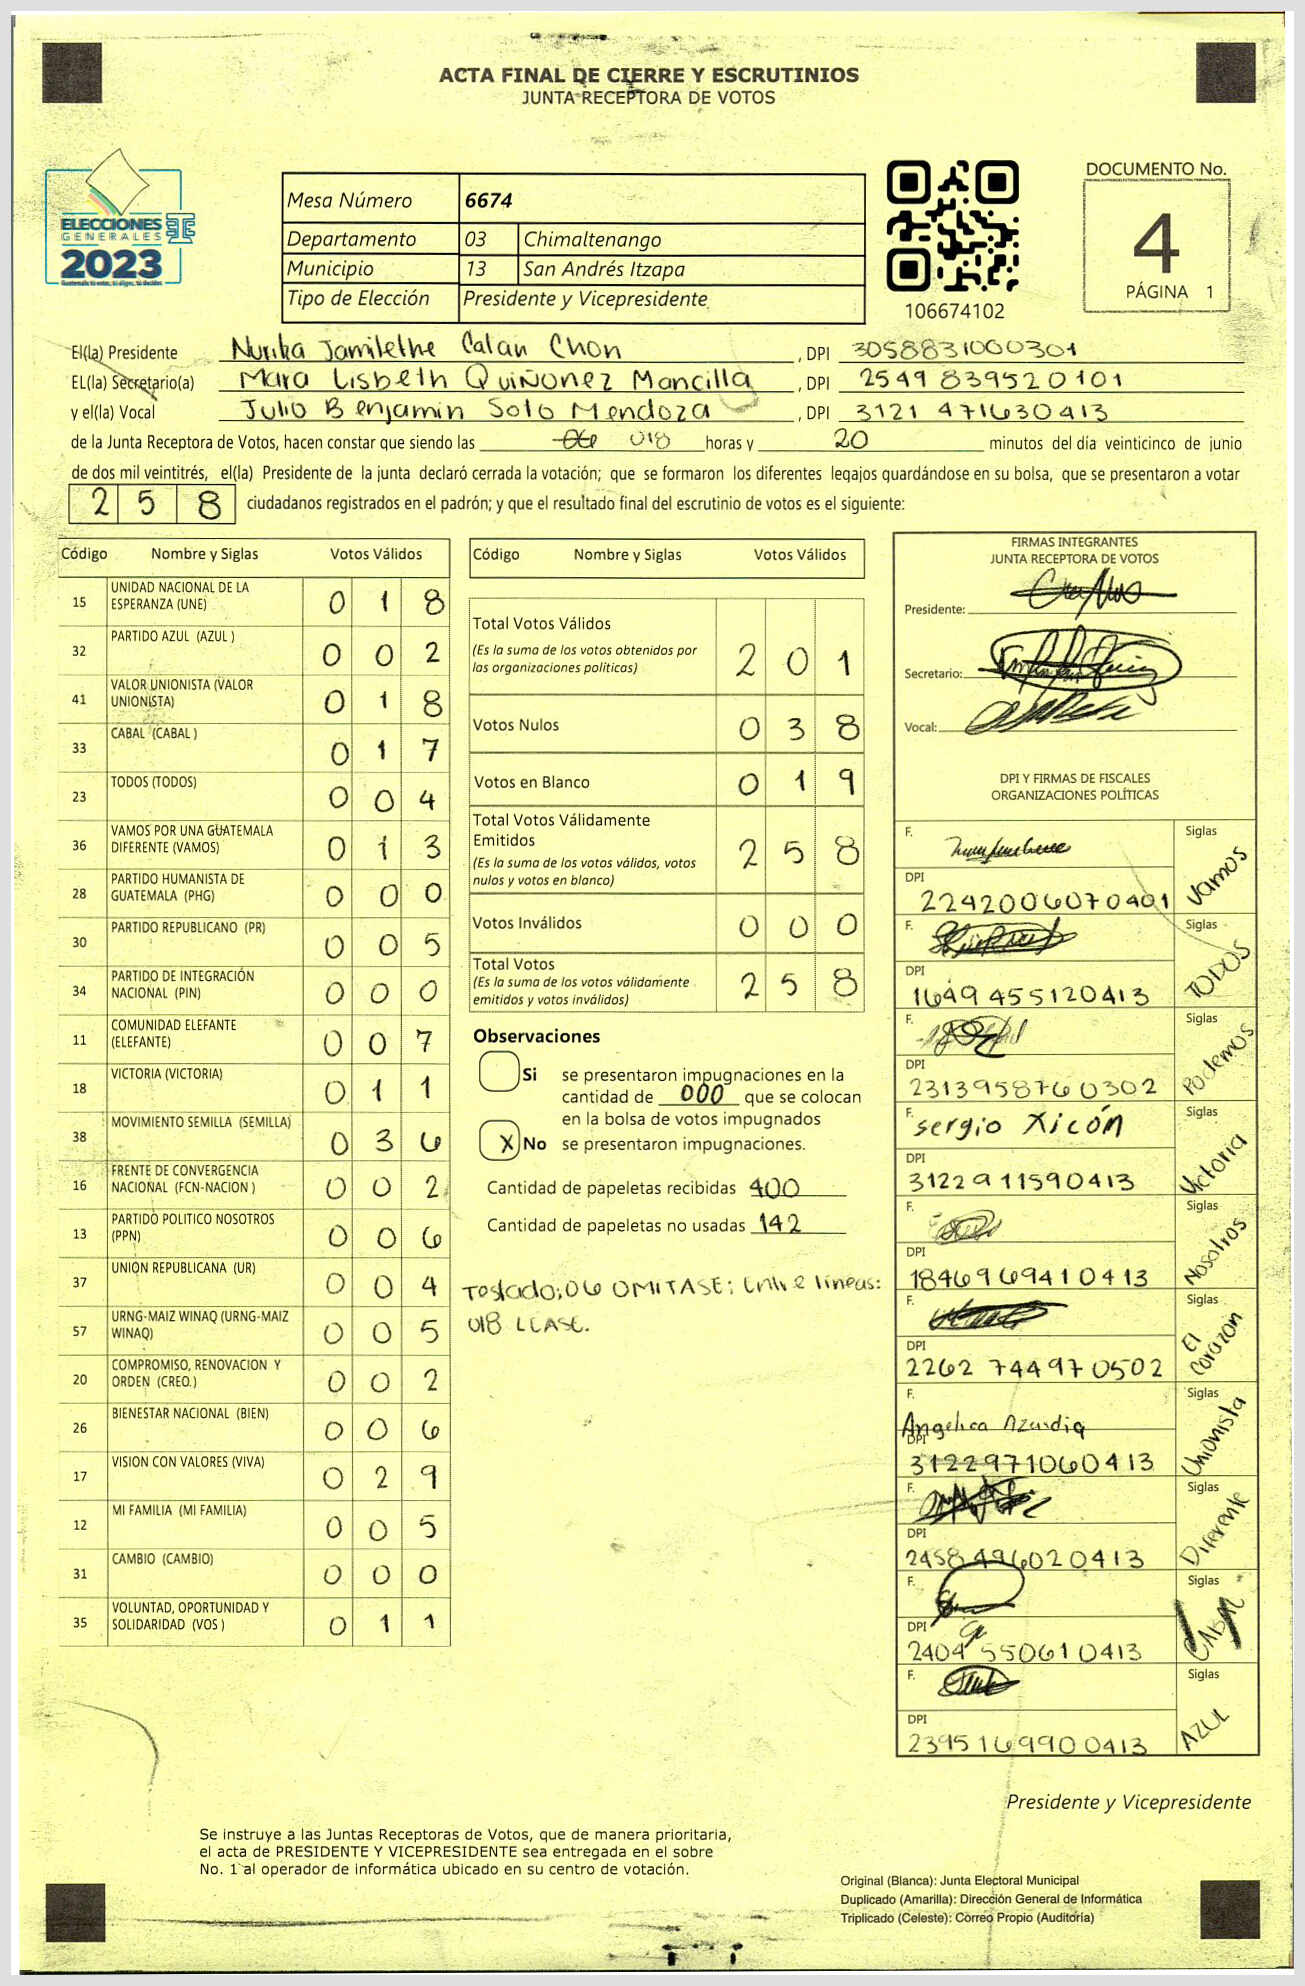 ACTA FINAL DE CIERRE Y ESCRUTINIOS
JUNTA RECEPTORA DE VOTOS
ELECCIONES
GENERALES
2023
Mesa Número 6674
Departamento 03 Chimaltenango
Municipio 13 San Andrés Itzapa
Tipo de Elección Presidente y Vicepresidente
106674102
DOCUMENTO No.
4
PÁGINA 1
El(la) Presidente Calan Chon , DPI 3058831000301
EL(la) Secretario(a) Mara Lisbeth Quiñonez Mancilla , DPI 2549 839520101
y el(la) Vocal Julio Benjamin Soto Mendoza , DPI 3121 471630413
de la Junta Receptora de Votos, hacen constar que siendo las 018 horas y 20 minutos del día veinticinco de junio
de dos mil veintitrés, el(la) Presidente de la junta declaró cerrada la votación; que se formaron los diferentes legajos guardándose en su bolsa, que se presentaron a votar
2 5 8 ciudadanos registrados en el padrón; y que el resultado final del escrutinio de votos es el siguiente:
Código Nombre y Siglas Votos Válidos
15 UNIDAD NACIONAL DE LA ESPERANZA (UNE) 0 1 8
32 PARTIDO AZUL (AZUL ) 0 0 2
41 VALOR UNIONISTA (VALOR UNIONISTA) 0 1 8
33 CABAL (CABAL ) 0 1 7
23 TODOS (TODOS) 0 0 4
36 VAMOS POR UNA GUATEMALA DIFERENTE (VAMOS) 0 1 3
28 PARTIDO HUMANISTA DE GUATEMALA (PHG) 0 0 0
30 PARTIDO REPUBLICANO (PR) 0 0 5
34 PARTIDO DE INTEGRACIÓN NACIONAL (PIN) 0 0 0
11 COMUNIDAD ELEFANTE (ELEFANTE) 0 0 7
18 VICTORIA (VICTORIA) 0 1 1
38 MOVIMIENTO SEMILLA (SEMILLA) 0 3 6
16 FRENTE DE CONVERGENCIA NACIONAL (FCN-NACION ) 0 0 2
13 PARTIDO POLITICO NOSOTROS (PPN) 0 0 6
37 UNION REPUBLICANA (UR) 0 0 4
57 URNG-MAIZ WINAQ (URNG-MAIZ WINAQ) 0 0 5
20 COMPROMISO, RENOVACION Y ORDEN (CREO.) 0 0 2
26 BIENESTAR NACIONAL (BIEN) 0 0 6
17 VISION CON VALORES (VIVA) 0 2 9
12 MI FAMILIA (MI FAMILIA) 0 0 5
31 CAMBIO (CAMBIO) 0 0 0
35 VOLUNTAD, OPORTUNIDAD Y SOLIDARIDAD (VOS ) 0 1 1
Código Nombre y Siglas Votos Válidos
Total Votos Válidos 2 0 1
(Es la suma de los votos obtenidos por
las organizaciones políticas)
Votos Nulos 0 3 8
Votos en Blanco 0 1 9
Total Votos Válidamente
Emitidos 2 5 8
(Es la suma de los votos válidos, votos
nulos y votos en blanco)
Votos Inválidos 0 0 0
Total Votos 2 5 8
(Es la suma de los votos válidamente
emitidos y votos inválidos)
Observaciones
Si se presentaron impugnaciones en la
cantidad de 000 que se colocan
en la bolsa de votos impugnados
X No se presentaron impugnaciones.
Cantidad de papeletas recibidas 400
Cantidad de papeletas no usadas 142
Testado:06 OMITASE: Entre lineas:
018 LEASE.
FIRMAS INTEGRANTES
JUNTA RECEPTORA DE VOTOS
Presidente:
Secretario:
Vocal:
DPI Y FIRMAS DE FISCALES
ORGANIZACIONES POLÍTICAS
F. Siglas Vamos
DPI 2242006070401
F. Siglas TODOS
DPI 1649 455120413
F. Siglas Podemos
DPI 2313958760302
F. Sergio Xicón Siglas Victoria
DPI 3122911590413
F. Siglas Nosotros
DPI 1846969410413
F. Siglas El Corazon
DPI 2262 744970502
F. Angelica Siglas Unionista
DPI 3122971060413
F. Siglas Diferente
DPI 2458496020413
F. Siglas CABAL
DPI 2404 550610413
F. Siglas AZUL
DPI 2395169900413
Presidente y Vicepresidente
Se instruye a las Juntas Receptoras de Votos, que de manera prioritaria,
el acta de PRESIDENTE Y VICEPRESIDENTE sea entregada en el sobre
No. 1 al operador de informática ubicado en su centro de votación.
Original (Blanca): Junta Electoral Municipal
Duplicado (Amarilla): Dirección General de Informática
Triplicado (Celeste): Correo Propio (Auditoría)